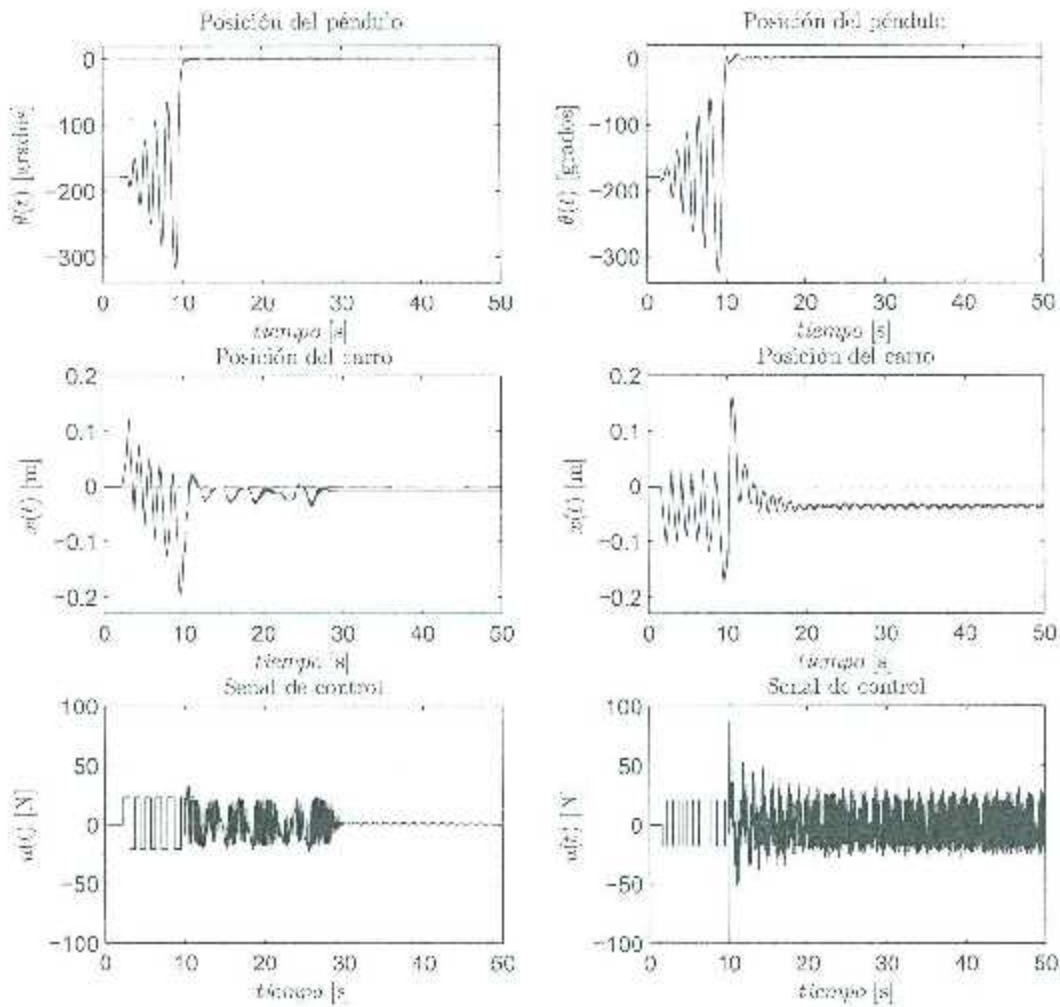 Posición del péndulo
θ(t) [grados]
0
−100
−200
−300
0 10 20 30 40 50
tiempo [s]
Posición del péndulo
θ(t) [grados]
0
−100
−200
−300
0 10 20 30 40 50
tiempo [s]
Posición del carro
x(t) [m]
0.2
0.1
0
−0.1
−0.2
0 10 20 30 40 50
tiempo [s]
Posición del carro
x(t) [m]
0.2
0.1
0
−0.1
−0.2
0 10 20 30 40 50
tiempo [s]
Senal de control
u(t) [N]
100
50
0
−50
−100
0 10 20 30 40 50
tiempo [s]
Senal de control
u(t) [N
100
50
0
−50
−100
0 10 20 30 40 50
tiempo [s]